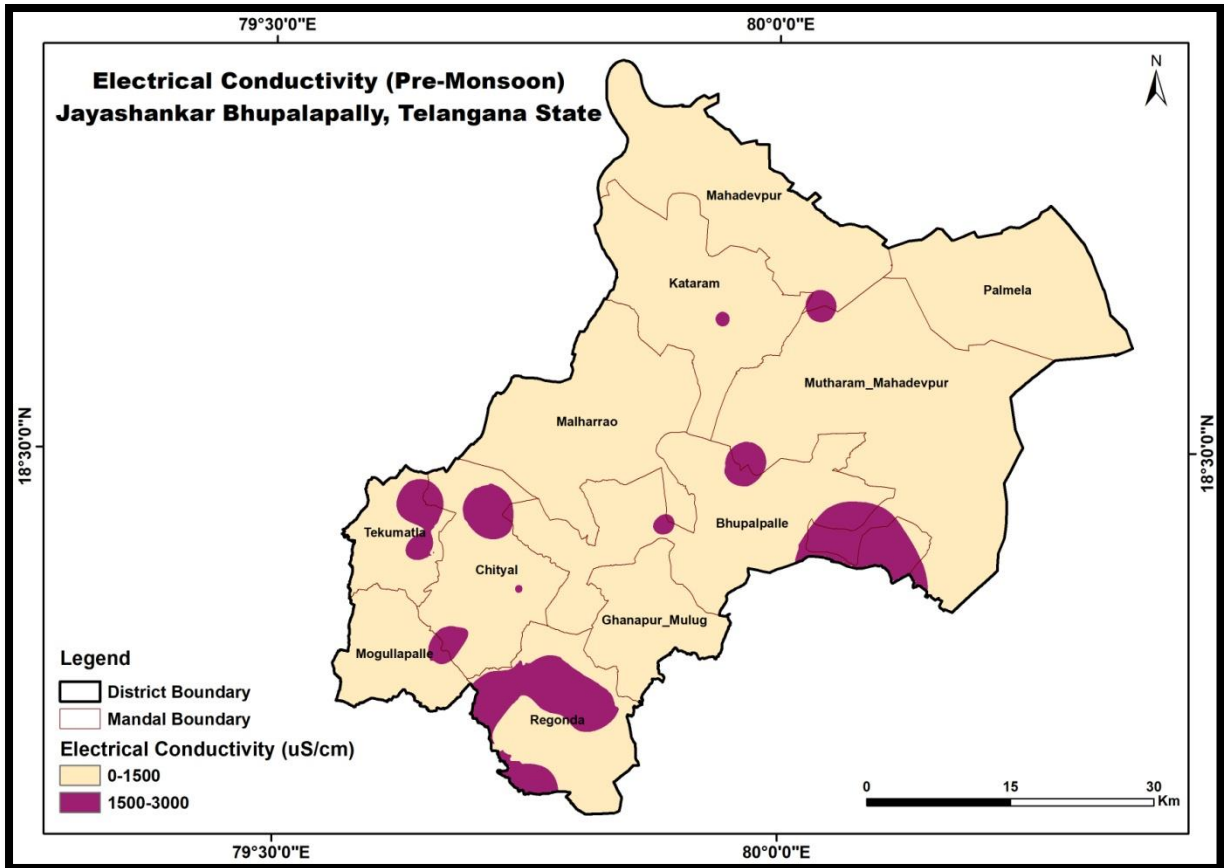 79°30'0"E
80°0'0"E
Electrical Conductivity (Pre-Monsoon)
Jayashankar Bhupalapally, Telangana State
N
Mahadevpur
Kataram
Palmela
Mutharam_Mahadevpur
Malharrao
18°30'0"N
18°30'0"N
Bhupalpalle
Tekumatla
Chityal
Ghanapur_Mulug
Mogullapalle
Regonda
Legend
District Boundary
Mandal Boundary
Electrical Conductivity (uS/cm)
0-1500
1500-3000
0 15 30
Km
79°30'0"E
80°0'0"E